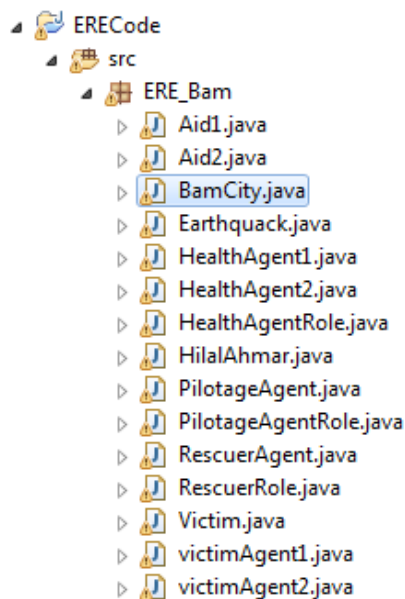 ERECode
src
ERE_Bam
Aid1.java
Aid2.java
BamCity.java
Earthquack.java
HealthAgent1.java
HealthAgent2.java
HealthAgentRole.java
HilalAhmar.java
PilotageAgent.java
PilotageAgentRole.java
RescuerAgent.java
RescuerRole.java
Victim.java
victimAgent1.java
victimAgent2.java